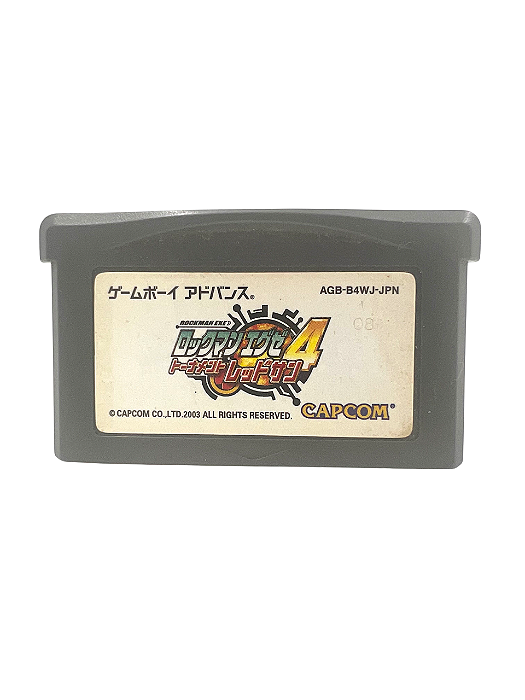 ゲームボーイ アドバンス®
AGB-B4WJ-JPN
1
08
ROCKMAN EXE
ロックマンエグゼ4
トーナメント レッドサン
© CAPCOM CO.,LTD.2003 ALL RIGHTS RESERVED.
CAPCOM®